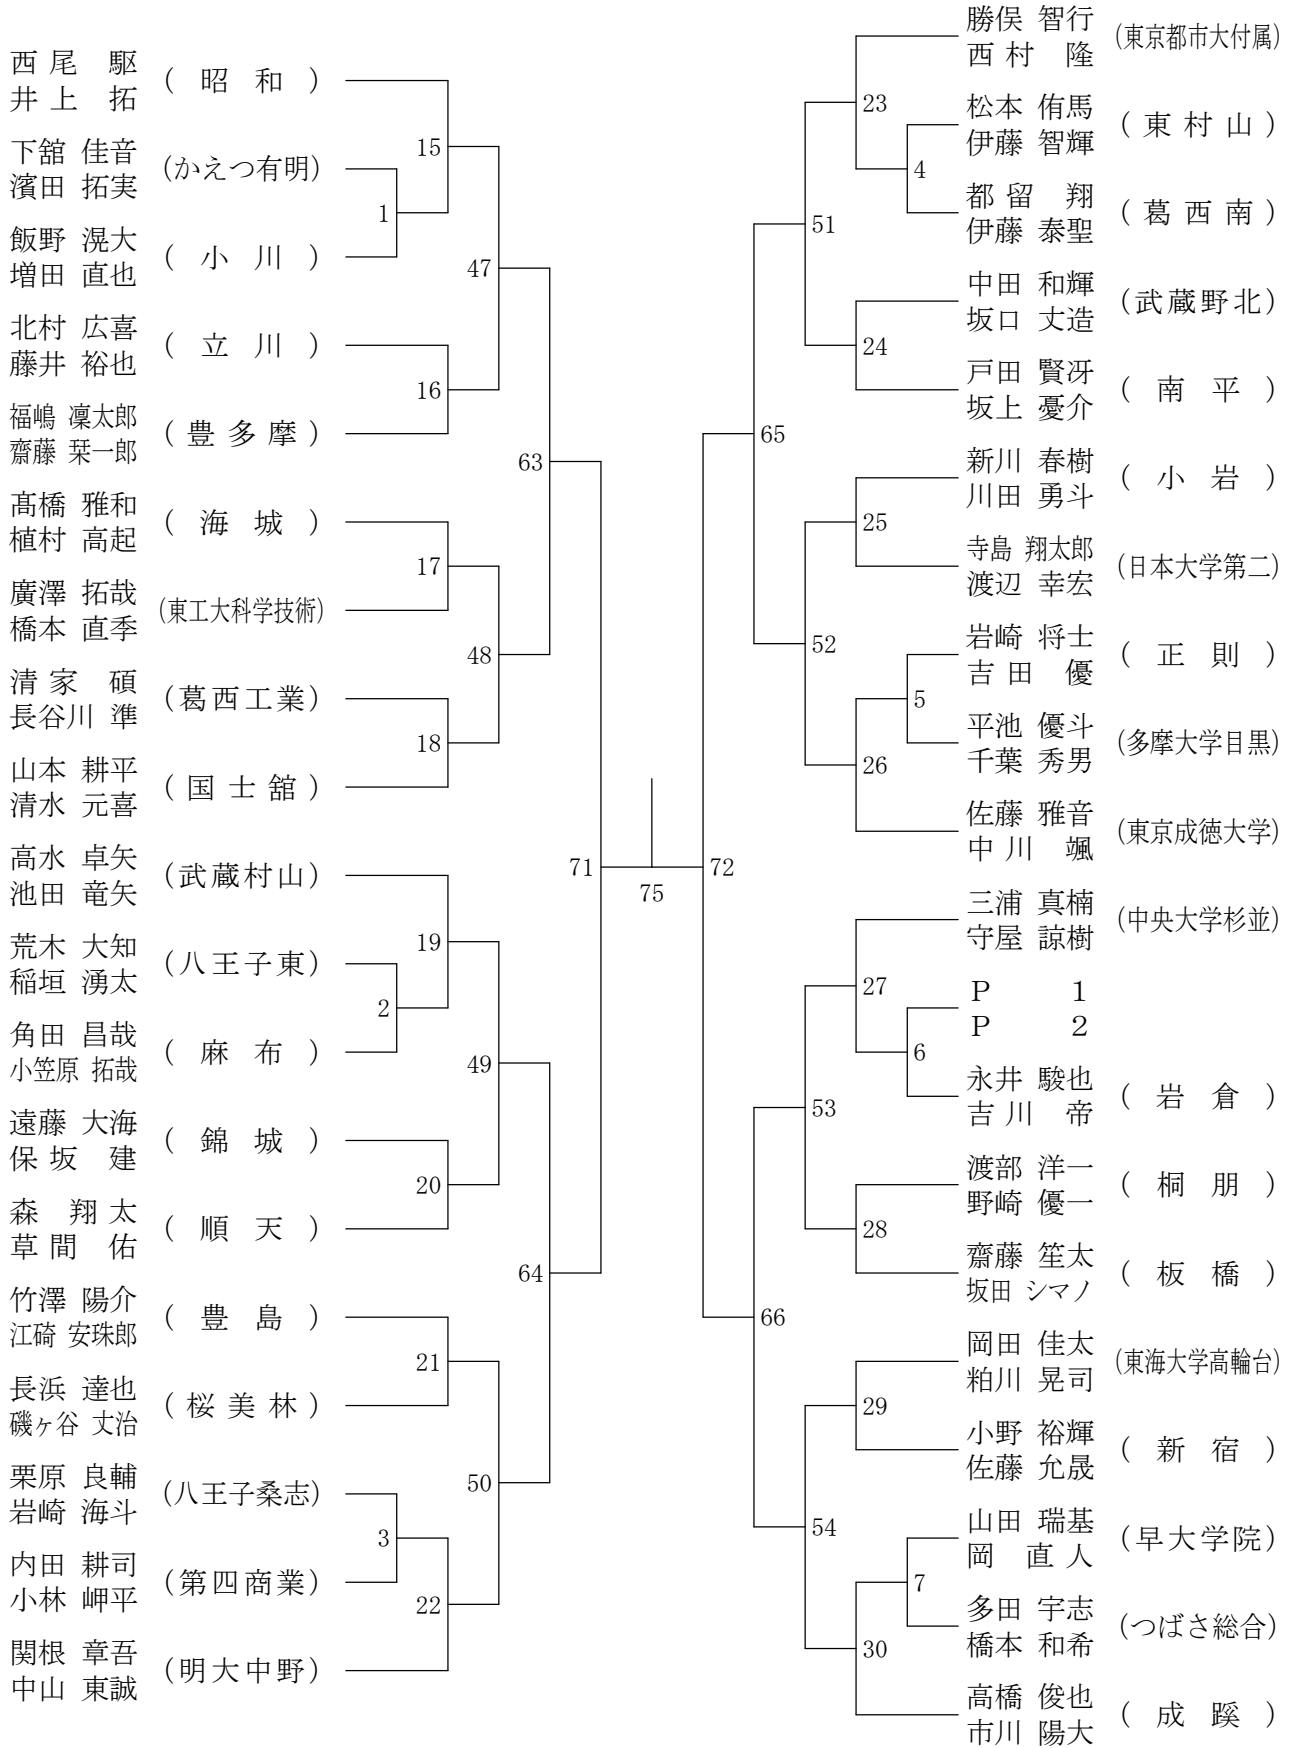 西尾 駆
井上 拓
(昭和)
下舘 佳音
濱田 拓実
(かえつ有明)
飯野 滉大
増田 直也
(小川)
北村 広喜
藤井 裕也
(立川)
福嶋 凜太郎
齋藤 栞一郎
(豊多摩)
髙橋 雅和
植村 高起
(海城)
廣澤 拓哉
橋本 直季
(東工大科学技術)
清家 碩
長谷川 準
(葛西工業)
山本 耕平
清水 元喜
(国士舘)
高水 卓矢
池田 竜矢
(武蔵村山)
荒木 大知
稲垣 湧太
(八王子東)
角田 昌哉
小笠原 拓哉
(麻布)
遠藤 大海
保坂 建
(錦城)
森 翔太
草間 佑
(順天)
竹澤 陽介
江碕 安珠郎
(豊島)
長浜 達也
磯ヶ谷 丈治
(桜美林)
栗原 良輔
岩崎 海斗
(八王子桑志)
内田 耕司
小林 岬平
(第四商業)
関根 章吾
中山 東誠
(明大中野)
15
1
47
16
63
17
48
18
71
19
2
49
20
64
21
50
3
22
75
72
勝俣 智行
西村 隆
(東京都市大付属)
松本 侑馬
伊藤 智輝
(東村山)
都留 翔
伊藤 泰聖
(葛西南)
中田 和輝
坂口 丈造
(武蔵野北)
戸田 賢冴
坂上 憂介
(南平)
新川 春樹
川田 勇斗
(小岩)
寺島 翔太郎
渡辺 幸宏
(日本大学第二)
岩崎 将士
吉田 優
(正則)
平池 優斗
千葉 秀男
(多摩大学目黒)
佐藤 雅音
中川 颯
(東京成徳大学)
三浦 真楠
守屋 諒樹
(中央大学杉並)
P 1
P 2
永井 駿也
吉川 帝
(岩倉)
渡部 洋一
野崎 優一
(桐朋)
齋藤 笙太
坂田 シマノ
(板橋)
岡田 佳太
粕川 晃司
(東海大学高輪台)
小野 裕輝
佐藤 允晟
(新宿)
山田 瑞基
岡 直人
(早大学院)
多田 宇志
橋本 和希
(つばさ総合)
高橋 俊也
市川 陽大
(成蹊)
23
4
51
24
65
25
52
5
26
27
6
53
28
66
29
54
7
30